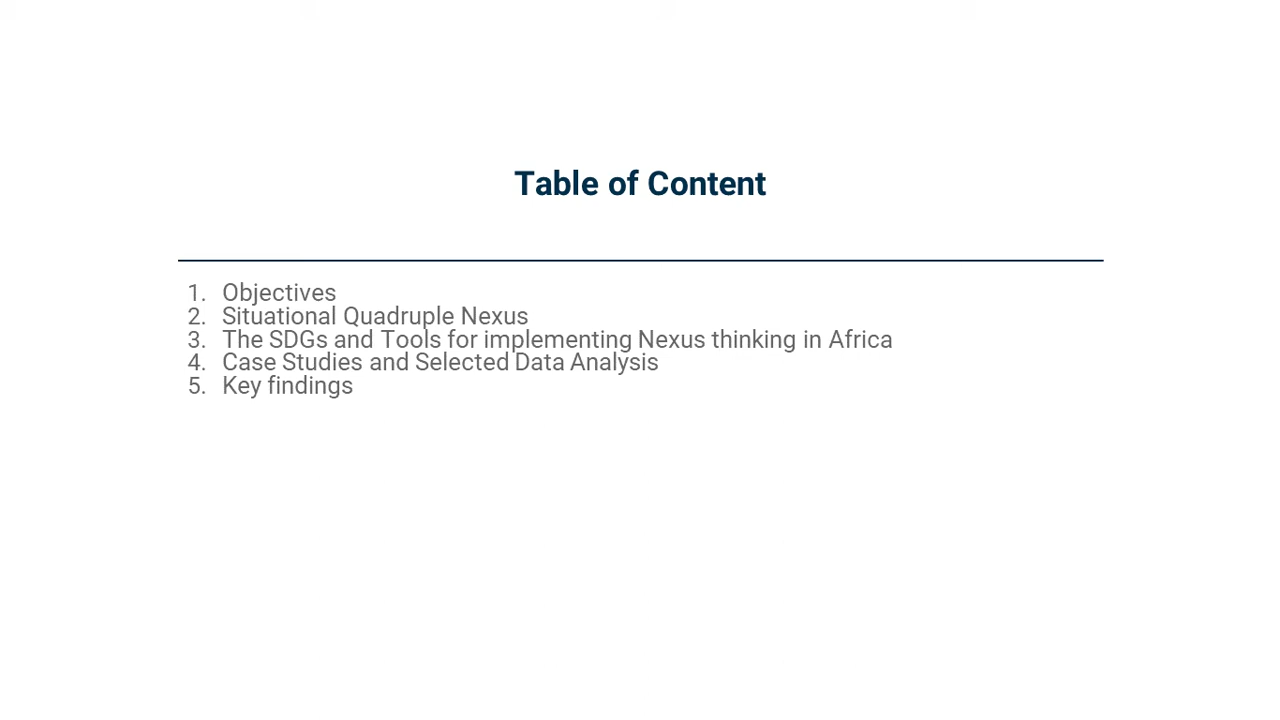 Table of Content
1. Objectives
2. Situational Quadruple Nexus
3. The SDGs and Tools for implementing Nexus thinking in Africa
4. Case Studies and Selected Data Analysis
5. Key findings